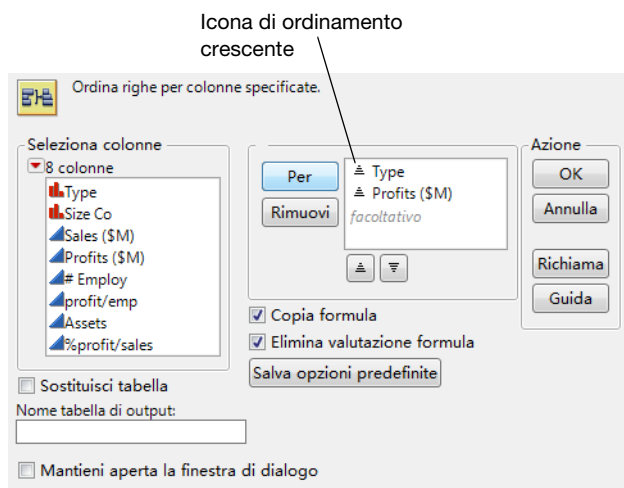 Icona di ordinamento
crescente
Ordina righe per colonne specificate.
Seleziona colonne
8 colonne
Type
Size Co
Sales ($M)
Profits ($M)
# Employ
profit/emp
Assets
%profit/sales
Sostituisci tabella
Nome tabella di output:
Mantieni aperta la finestra di dialogo
Per
Rimuovi
Type
Profits ($M)
facoltativo
Copia formula
Elimina valutazione formula
Salva opzioni predefinite
Azione
OK
Annulla
Richiama
Guida